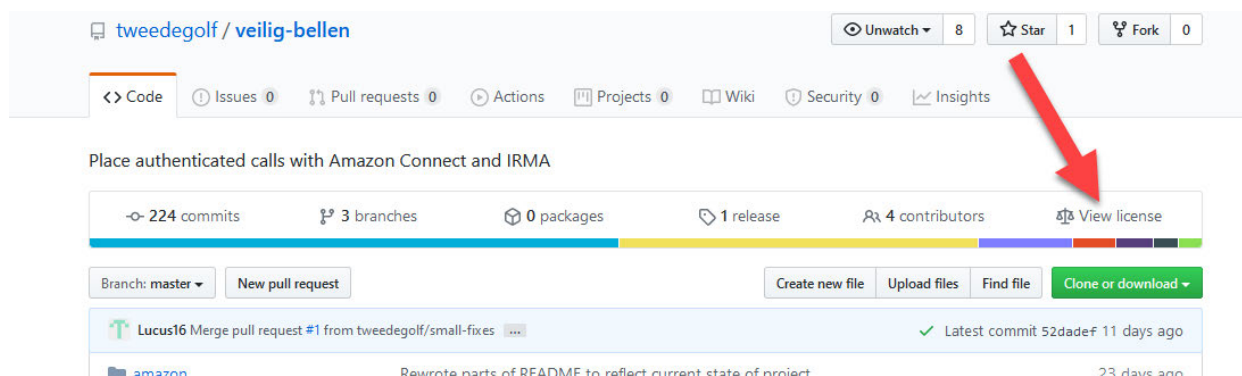 tweedegolf / veilig-bellen
Unwatch 8 Star 1 Fork 0
Code Issues 0 Pull requests 0 Actions Projects 0 Wiki Security 0 Insights
Place authenticated calls with Amazon Connect and IRMA
224 commits 3 branches 0 packages 1 release 4 contributors View license
Branch: master New pull request Create new file Upload files Find file Clone or download
Lucus16 Merge pull request #1 from tweedegolf/small-fixes ... Latest commit 52dadef 11 days ago
amazon Rewrote parts of README to reflect current state of project 23 days ago